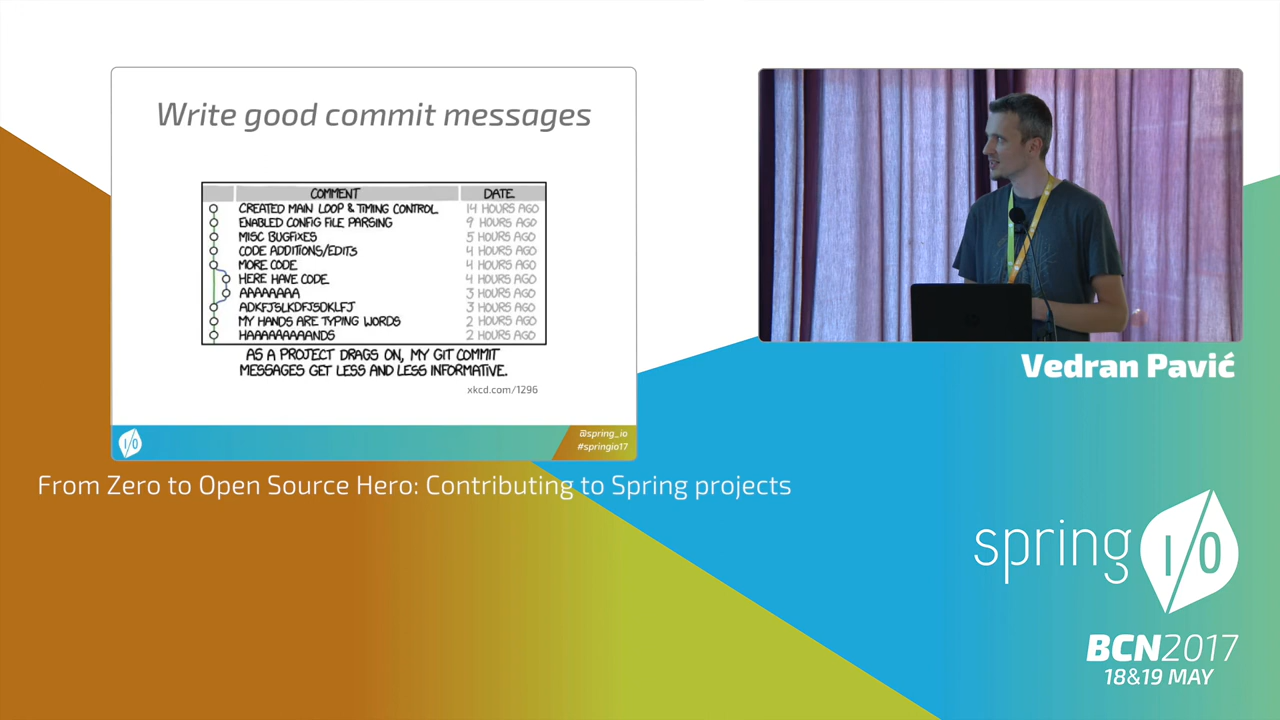 Write good commit messages
COMMENT DATE
CREATED MAIN LOOP & TIMING CONTROL 14 HOURS AGO
ENABLED CONFIG FILE PARSING 9 HOURS AGO
MISC BUGFIXES 5 HOURS AGO
CODE ADDITIONS/EDITS 4 HOURS AGO
MORE CODE 4 HOURS AGO
HERE HAVE CODE 4 HOURS AGO
AAAAAAAA 3 HOURS AGO
ADKFJSLKDFJSDKLFJ 3 HOURS AGO
MY HANDS ARE TYPING WORDS 2 HOURS AGO
HAAAAAAAAANDS 2 HOURS AGO
AS A PROJECT DRAGS ON, MY GIT COMMIT
MESSAGES GET LESS AND LESS INFORMATIVE.
xkcd.com/1296
I/O
@spring_io
#springio17
Vedran Pavić
From Zero to Open Source Hero: Contributing to Spring projects
spring I/O
BCN2017
18&19 MAY